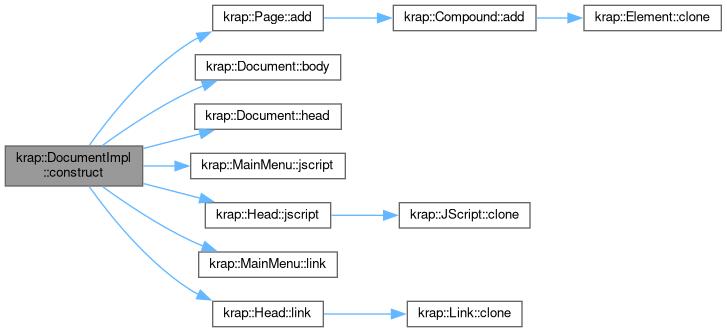 krap::DocumentImpl
::construct
krap::Page::add
krap::Compound::add
krap::Element::clone
krap::Document::body
krap::Document::head
krap::MainMenu::jscript
krap::Head::jscript
krap::JScript::clone
krap::MainMenu::link
krap::Head::link
krap::Link::clone